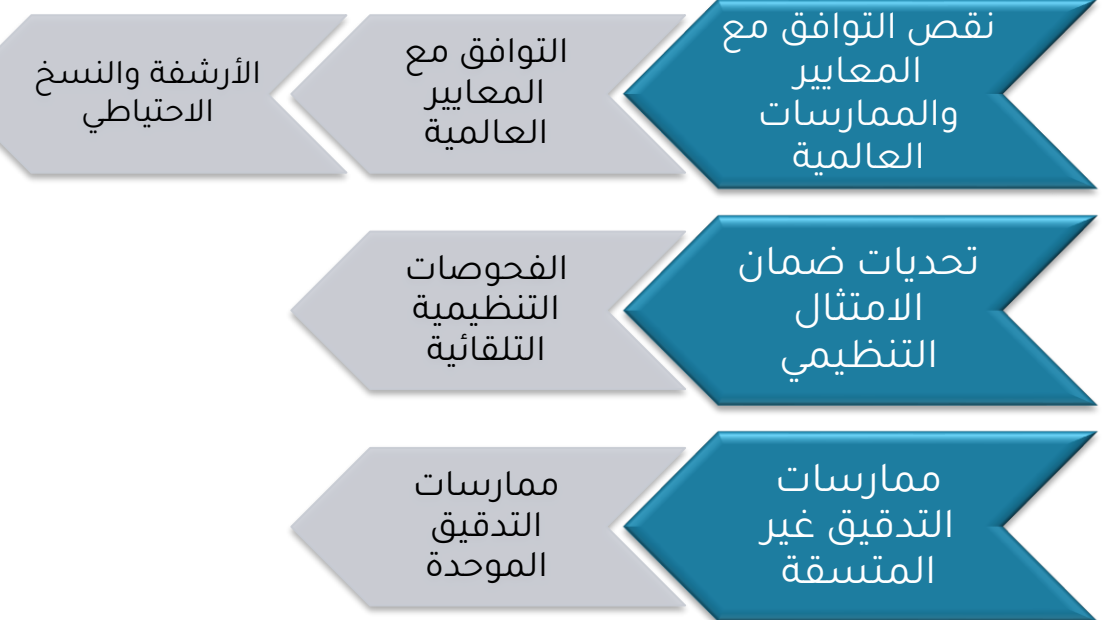 نقص التوافق مع
المعايير
والممارسات
العالمية
التوافق مع
المعايير
العالمية
الأرشفة والنسخ
الاحتياطي
تحديات ضمان
الامتثال
التنظيمي
الفحوصات
التنظيمية
التلقائية
ممارسات
التدقيق غير
المتسقة
ممارسات
التدقيق
الموحدة